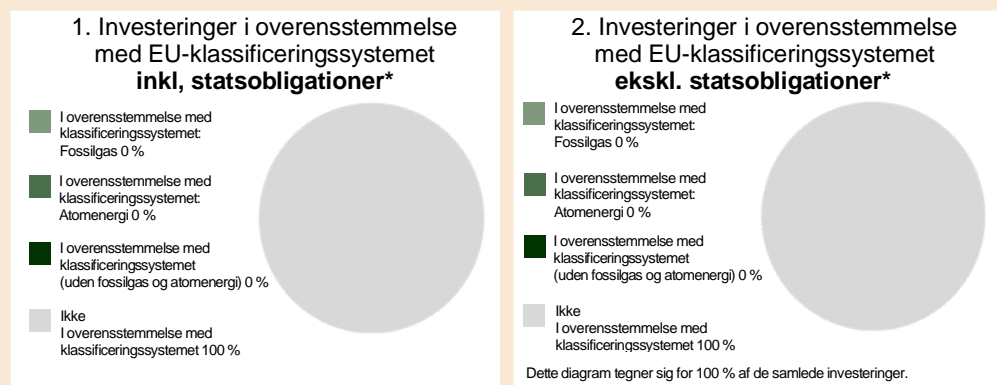 1. Investeringer i overensstemmelse
med EU-klassificeringssystemet
inkl, statsobligationer*
I overensstemmelse med
klassificeringssystemet:
Fossilgas 0 %
I overensstemmelse med
klassificeringssystemet:
Atomenergi 0 %
I overensstemmelse med
klassificeringssystemet
(uden fossilgas og atomenergi) 0 %
Ikke
I overensstemmelse med
klassificeringssystemet 100 %
2. Investeringer i overensstemmelse
med EU-klassificeringssystemet
ekskl. statsobligationer*
I overensstemmelse med
klassificeringssystemet:
Fossilgas 0 %
I overensstemmelse med
klassificeringssystemet:
Atomenergi 0 %
I overensstemmelse med
klassificeringssystemet
(uden fossilgas og atomenergi) 0 %
Ikke
I overensstemmelse med
klassificeringssystemet 100 %
Dette diagram tegner sig for 100 % af de samlede investeringer.